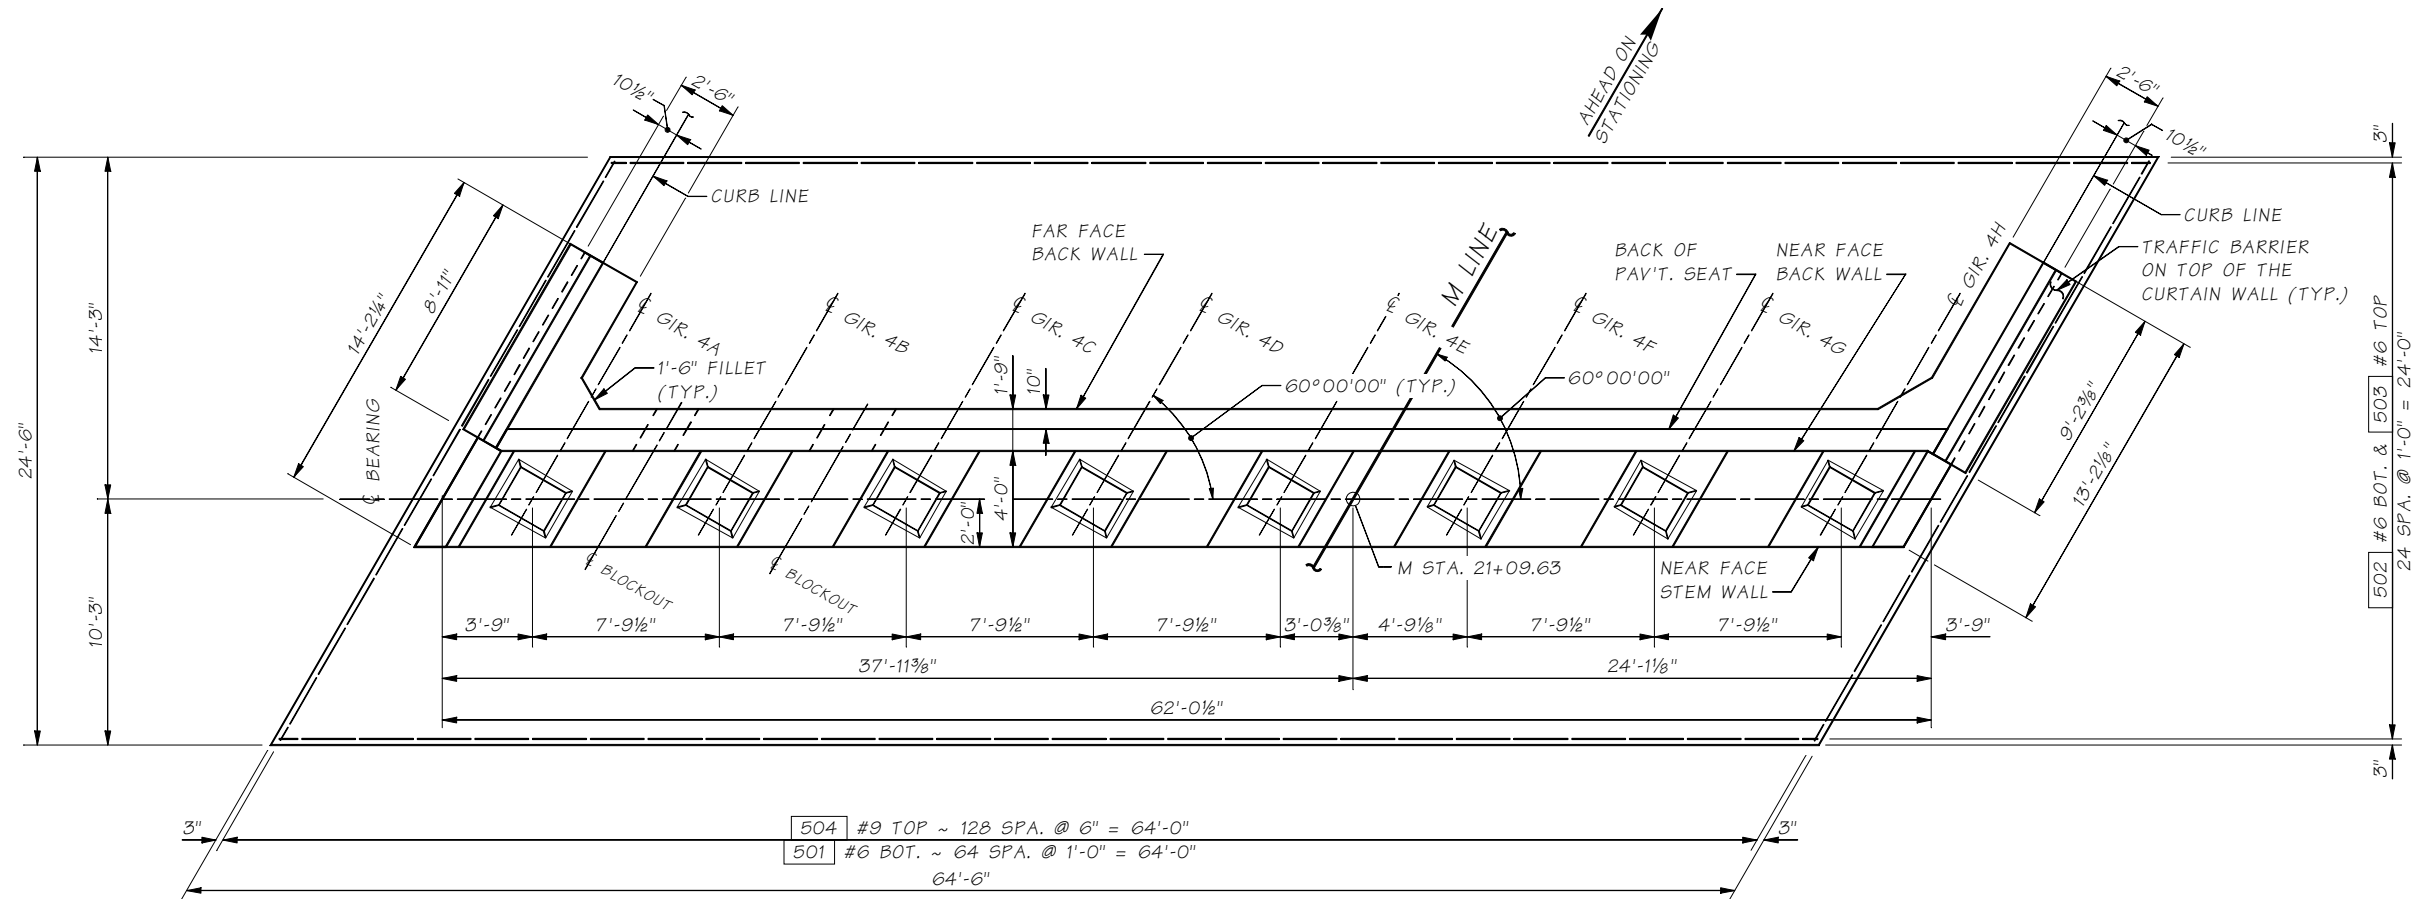 AHEAD ON
STATIONING
10½"
2'-6"
2'-6"
10½"
3"
CURB LINE
CURB LINE
FAR FACE
BACK WALL
M LINE
BACK OF
PAV'T. SEAT
NEAR FACE
BACK WALL
℄ GIR. 4H
TRAFFIC BARRIER
ON TOP OF THE
CURTAIN WALL (TYP.)
14'-2¼"
8'-11"
14'-3"
24'-6"
10'-3"
℄ GIR. 4A
℄ GIR. 4B
℄ GIR. 4C
℄ GIR. 4D
℄ GIR. 4E
℄ GIR. 4F
℄ GIR. 4G
1'-6" FILLET
(TYP.)
1'-9"
10"
60°00'00" (TYP.)
60°00'00"
℄ BEARING
4'-0"
2'-0"
9'-2⅜"
13'-2⅛"
502 #6 BOT. & 503 #6 TOP
24 SPA. @ 1'-0" = 24'-0"
℄ BLOCKOUT
℄ BLOCKOUT
M STA. 21+09.63
NEAR FACE
STEM WALL
3'-9" 7'-9½" 7'-9½" 7'-9½" 7'-9½" 3'-0⅜" 4'-9⅛" 7'-9½" 7'-9½" 3'-9"
37'-11⅜" 24'-1⅛"
62'-0½"
3"
3" 504 #9 TOP ~ 128 SPA. @ 6" = 64'-0" 3"
501 #6 BOT. ~ 64 SPA. @ 1'-0" = 64'-0"
64'-6"